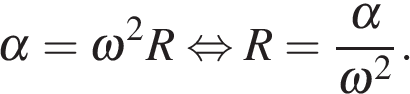 α = ω²R ⇔ R = α/ω².